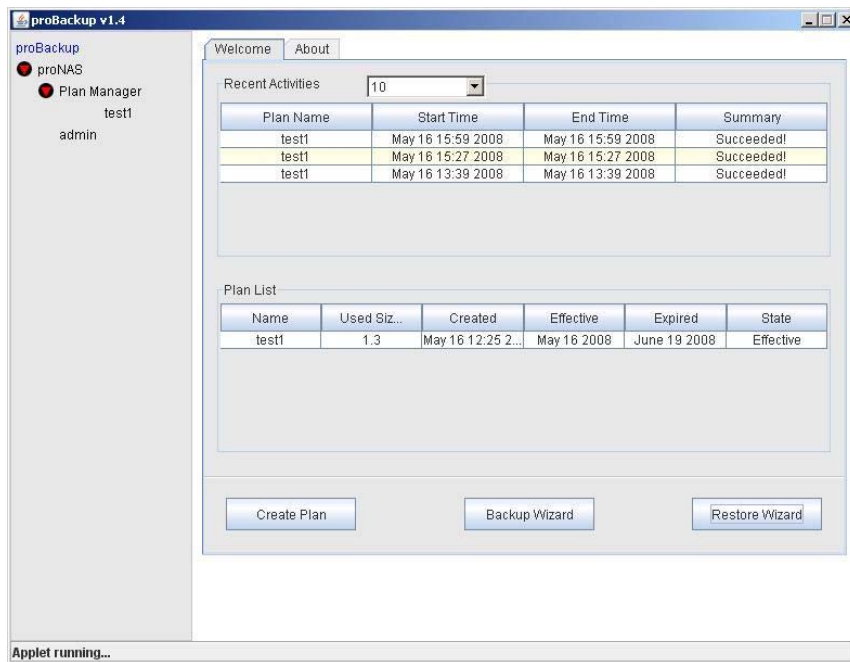 proBackup v1.4
proBackup
proNAS
Plan Manager
test1
admin
Welcome About
Recent Activities 10
Plan Name Start Time End Time Summary
test1 May 16 15:59 2008 May 16 15:59 2008 Succeeded!
test1 May 16 15:27 2008 May 16 15:27 2008 Succeeded!
test1 May 16 13:39 2008 May 16 13:39 2008 Succeeded!
Plan List
Name Used Siz... Created Effective Expired State
test1 1.3 May 16 12:25 2... May 16 2008 June 19 2008 Effective
Create Plan Backup Wizard Restore Wizard
Applet running...